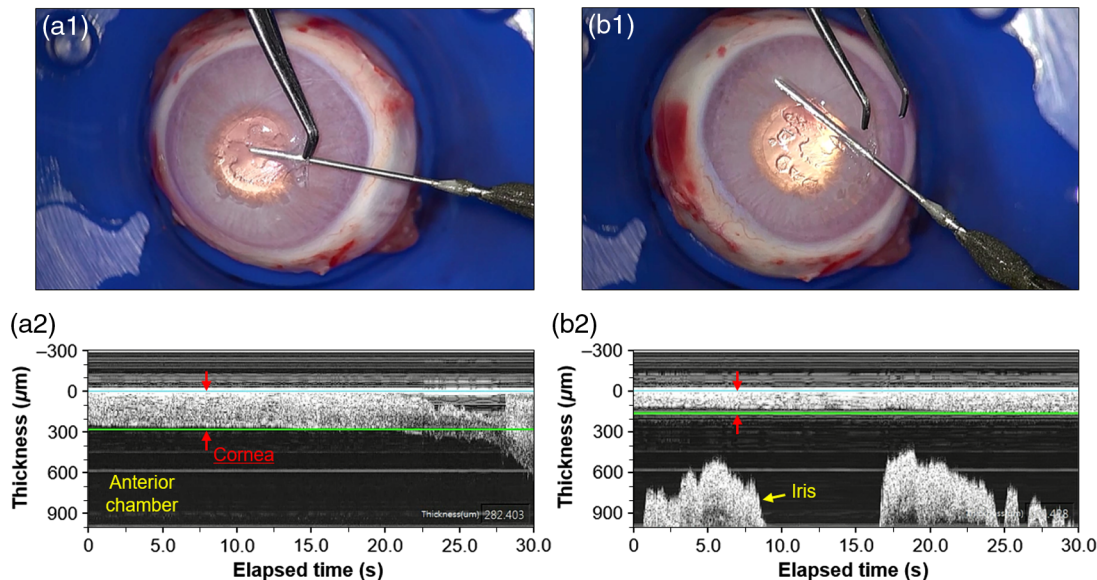 (a1)
(b1)
(a2)
(b2)
Thickness (µm)
−300
0
300
600
900
Cornea
Anterior
chamber
Thickness(um) 282.403
0
5.0
10.0
15.0
20.0
25.0
30.0
Elapsed time (s)
Thickness (µm)
−300
0
300
600
900
Iris
0
5.0
10.0
15.0
20.0
25.0
30.0
Elapsed time (s)